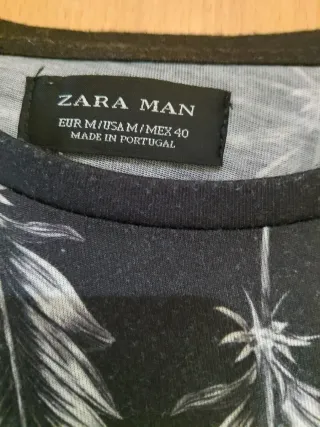 ZARA MAN
EUR M / USA M / MEX 40
MADE IN PORTUGAL